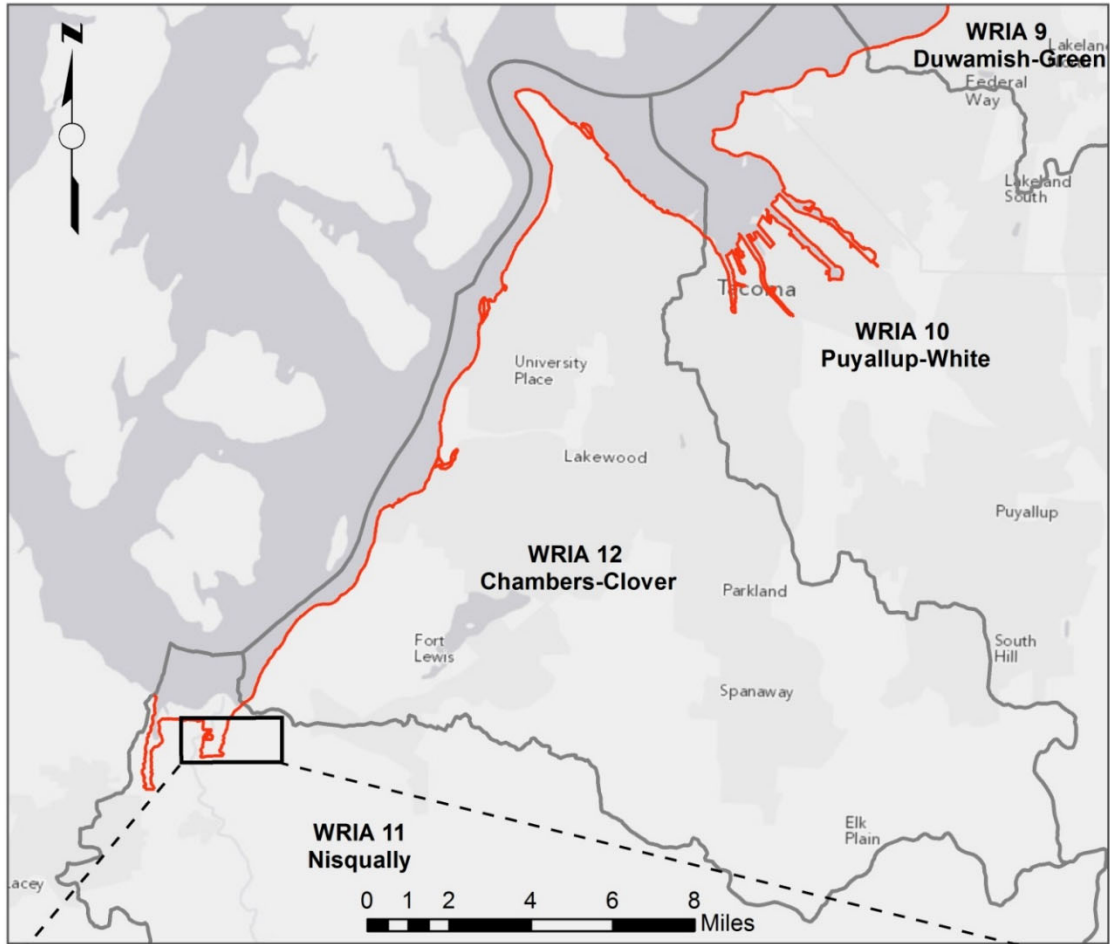 WRIA 9
Duwamish-Green
Lakeland
Federal
Way
Lakeland
South
N
Tacoma
WRIA 10
Puyallup-White
University
Place
Lakewood
Puyallup
WRIA 12
Chambers-Clover
Parkland
Fort
Lewis
South
Hill
Spanaway
Elk
Plain
WRIA 11
Nisqually
Lacey
0 1 2 4 6 8
Miles